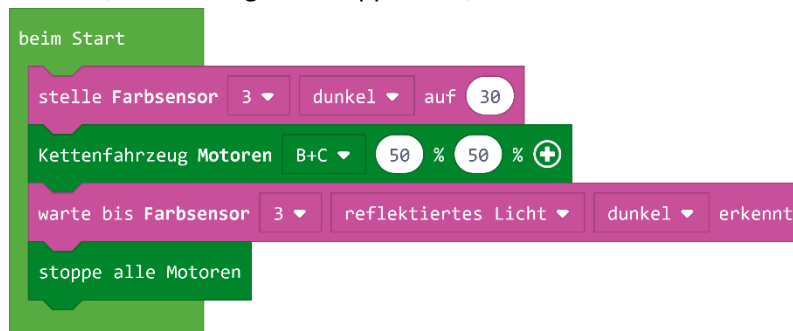 beim Start
stelle Farbsensor 3 dunkel auf 30
Kettenfahrzeug Motoren B+C 50 % 50 %
warte bis Farbsensor 3 reflektiertes Licht dunkel erkennt
stoppe alle Motoren